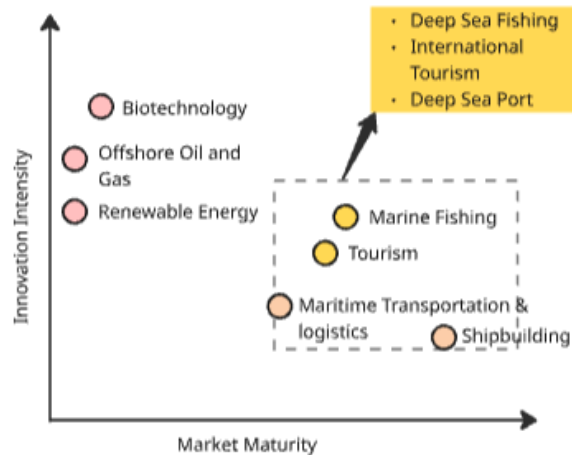 • Deep Sea Fishing
• International
Tourism
• Deep Sea Port
Biotechnology
Offshore Oil and
Gas
Renewable Energy
Marine Fishing
Tourism
Maritime Transportation &
logistics
Shipbuilding
Innovation Intensity
Market Maturity